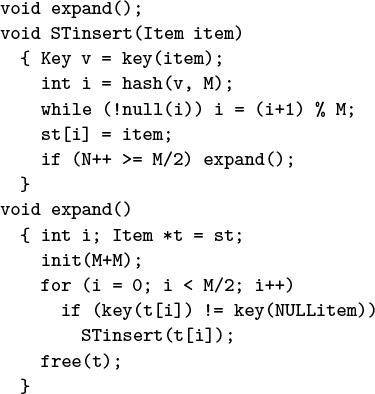 void expand();
void STinsert(Item item)
  { Key v = key(item);
    int i = hash(v, M);
    while (!null(i)) i = (i+1) % M;
    st[i] = item;
    if (N++ >= M/2) expand();
  }
void expand()
  { int i; Item *t = st;
    init(M+M);
    for (i = 0; i < M/2; i++)
      if (key(t[i]) != key(NULLitem))
        STinsert(t[i]);
    free(t);
  }